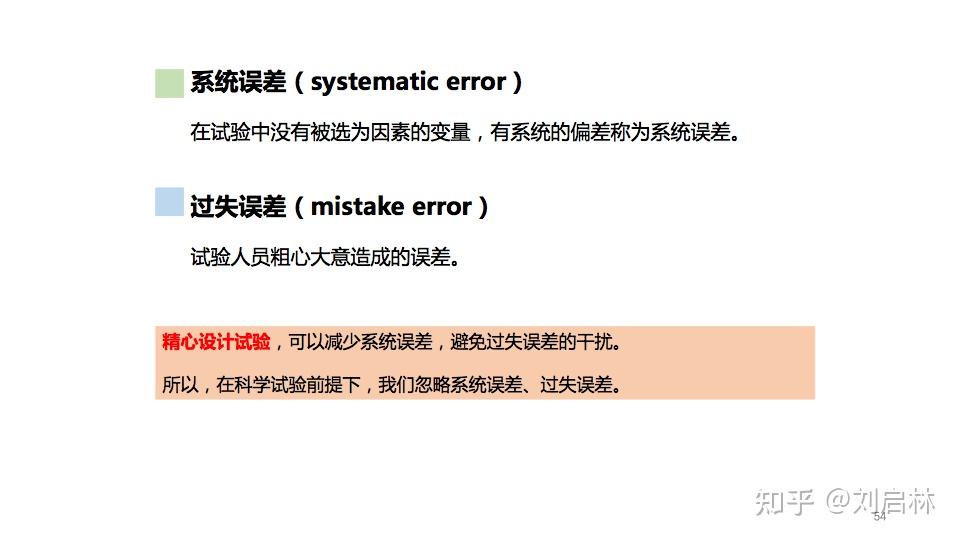 系统误差（systematic error）
在试验中没有被选为因素的变量，有系统的偏差称为系统误差。
过失误差（mistake error）
试验人员粗心大意造成的误差。
精心设计试验，可以减少系统误差，避免过失误差的干扰。
所以，在科学试验前提下，我们忽略系统误差、过失误差。
知乎 @刘启林
54